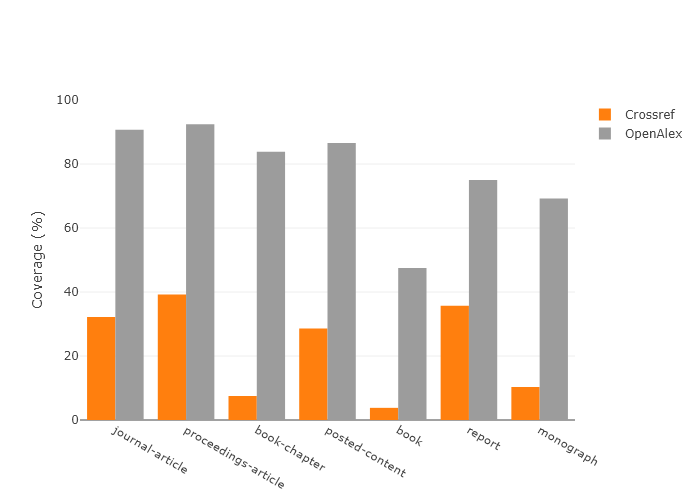 100
80
60
40
20
0
Coverage (%)
journal-article
proceedings-article
book-chapter
posted-content
book
report
monograph
Crossref
OpenAlex